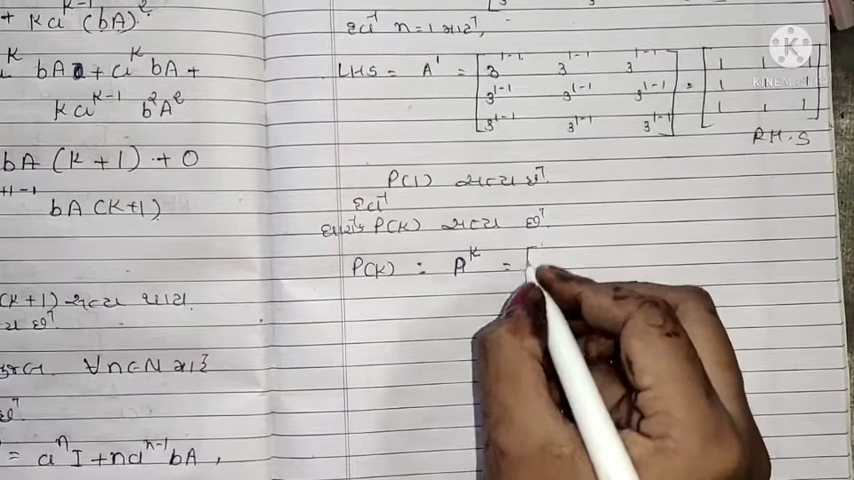 + ka^{k-1} (bA)^2.
bA + a^k bA +
ka^{k-1} b^2A^2
bA (k+1) + 0
+1-1
bA (k+1)
(k+1) સત્ય થાય.
∀n∈N માટે
= a^n I + na^{n-1} bA ,
હવે n=1 માટે,
LHS = A^1 = [ 3^{1-1} 3^{1-1} 3^{1-1} = [ 1 1 1
3^{1-1} 3^{1-1} 3^{1-1} 1
3^{1-1} 3^{1-1} 3^{1-1} ] 1 1 1 ]
R.H.S
P(1) સત્ય છે.
હવે
ધારોકે P(k) સત્ય છે.
P(k) : A^k = [
KINEMASTER